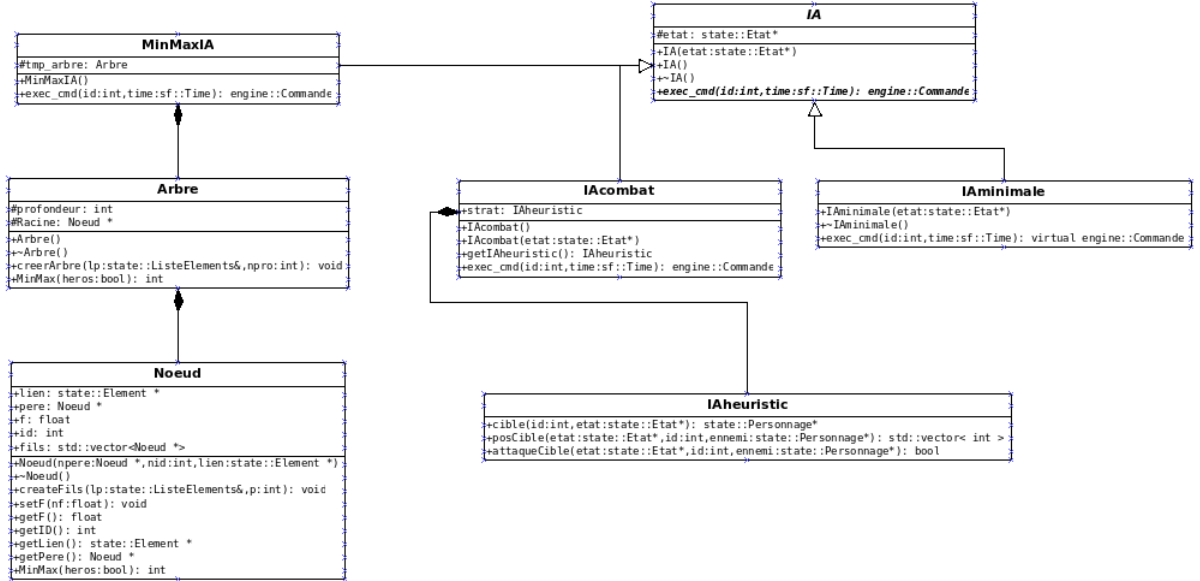 MinMaxIA
#tmp_arbre: Arbre
+MinMaxIA()
+exec_cmd(id:int,time:sf::Time): engine::Commande
IA
#etat: state::Etat*
+IA(etat:state::Etat*)
+IA()
+~IA()
+exec_cmd(id:int,time:sf::Time): engine::Commande
Arbre
#profondeur: int
#Racine: Noeud *
+Arbre()
+~Arbre()
+creerArbre(lp:state::ListeElements&,npro:int): void
+MinMax(heros:bool): int
IAcombat
+strat: IAheuristic
+IAcombat()
+IAcombat(etat:state::Etat*)
+getIAheuristic(): IAheuristic
+exec_cmd(id:int,time:sf::Time): engine::Commande
IAminimale
+IAminimale(etat:state::Etat*)
+~IAminimale()
+exec_cmd(id:int,time:sf::Time): virtual engine::Commande
Noeud
+lien: state::Element *
+pere: Noeud *
+f: float
+id: int
+fils: std::vector<Noeud *>
+Noeud(npere:Noeud *,nid:int,lien:state::Element *)
+~Noeud()
+createFils(lp:state::ListeElements&,p:int): void
+setF(nf:float): void
+getF(): float
+getID(): int
+getLien(): state::Element *
+getPere(): Noeud *
+MinMax(heros:bool): int
IAheuristic
+cible(id:int,etat:state::Etat*): state::Personnage*
+posCible(etat:state::Etat*,id:int,ennemi:state::Personnage*): std::vector< int >
+attaqueCible(etat:state::Etat*,id:int,ennemi:state::Personnage*): bool